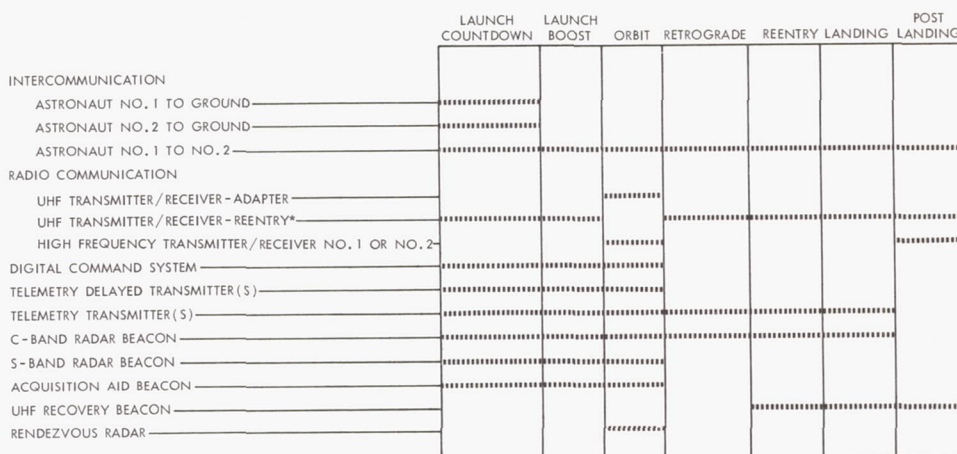 LAUNCH LAUNCH POST
COUNTDOWN BOOST ORBIT RETROGRADE REENTRY LANDING LANDING
INTERCOMMUNICATION
ASTRONAUT NO.1 TO GROUND
ASTRONAUT NO.2 TO GROUND
ASTRONAUT NO.1 TO NO.2
RADIO COMMUNICATION
UHF TRANSMITTER/RECEIVER-ADAPTER
UHF TRANSMITTER/RECEIVER-REENTRY*
HIGH FREQUENCY TRANSMITTER/RECEIVER NO.1 OR NO.2
DIGITAL COMMAND SYSTEM
TELEMETRY DELAYED TRANSMITTER(S)
TELEMETRY TRANSMITTER(S)
C-BAND RADAR BEACON
S-BAND RADAR BEACON
ACQUISITION AID BEACON
UHF RECOVERY BEACON
RENDEZVOUS RADAR